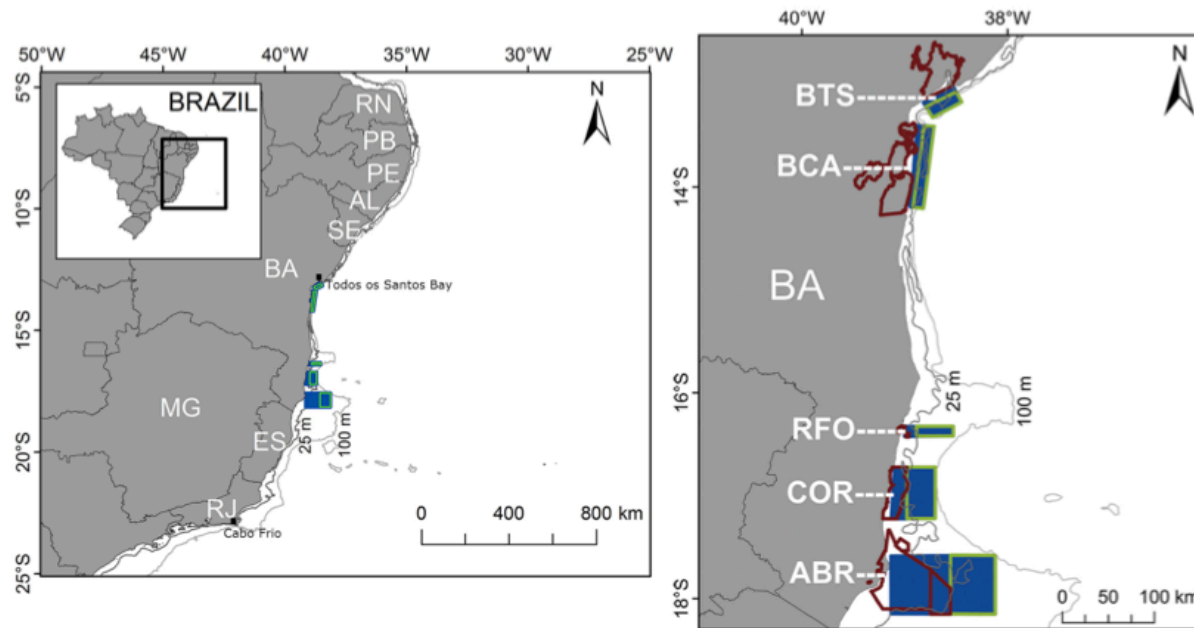 50°W 45°W 40°W 35°W 30°W 25°W
5°S
10°S
15°S
20°S
25°S
BRAZIL
N
RN
PB
PE
AL
SE
BA
Todos os Santos Bay
MG
ES
25 m
100 m
RJ
Cabo Frio
0 400 800 km
40°W 38°W
14°S
16°S
18°S
N
BTS
BCA
BA
25 m
100 m
RFO
COR
ABR
0 50 100 km